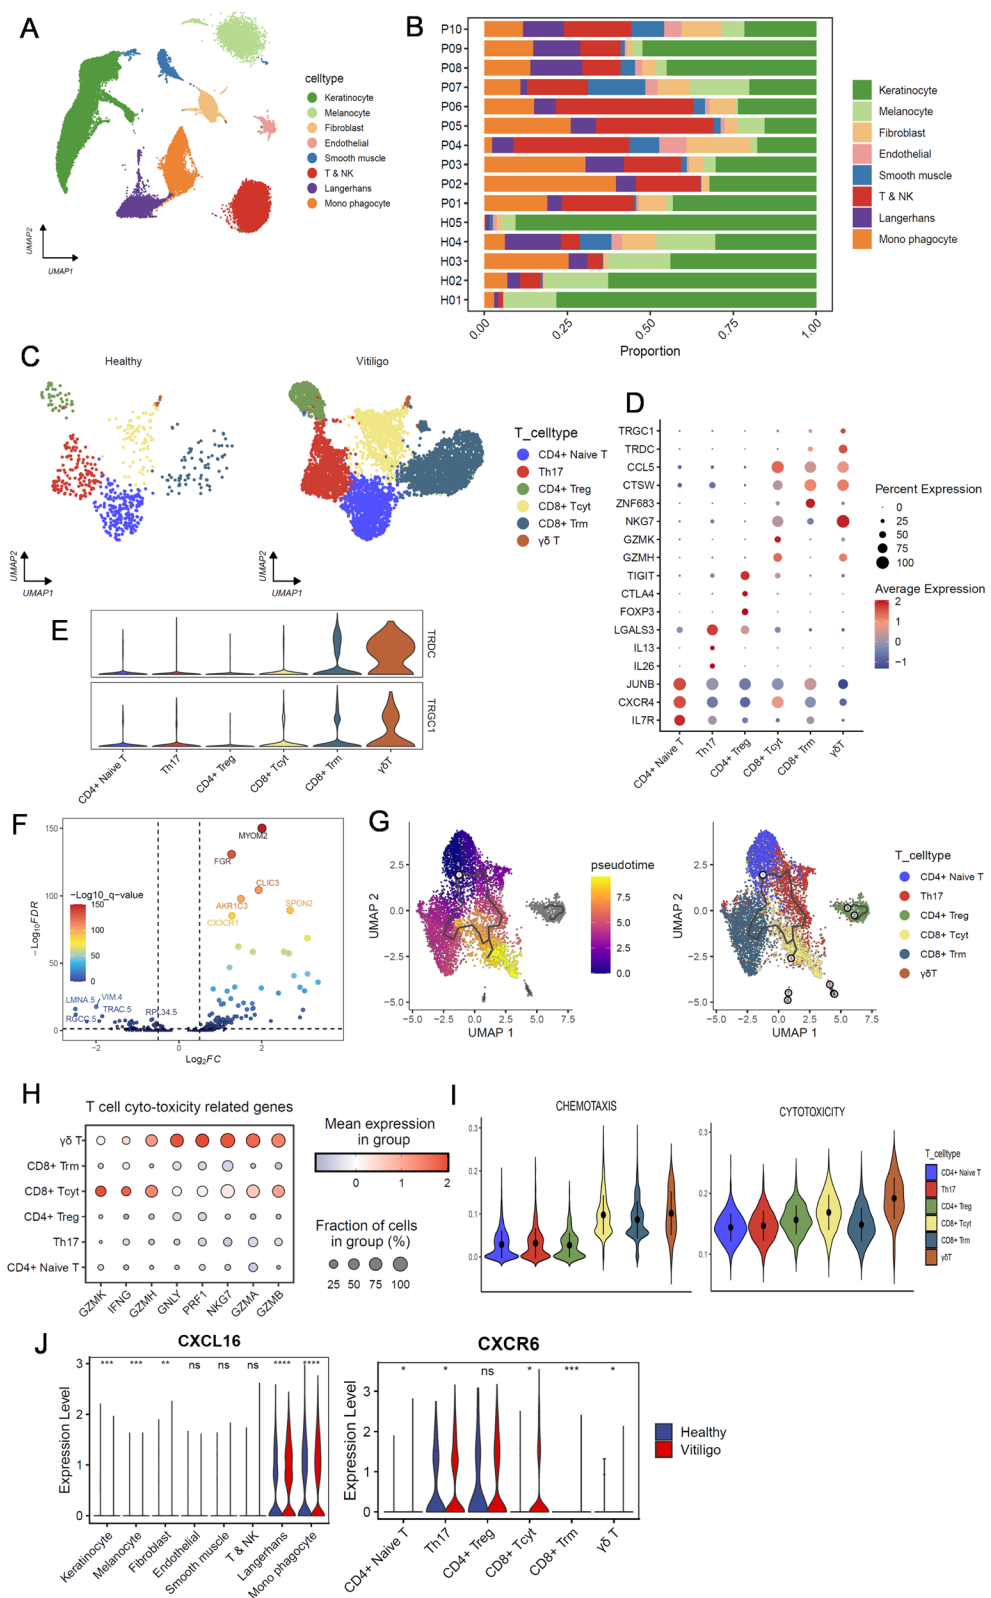 A
celltype
Keratinocyte
Melanocyte
Fibroblast
Endothelial
Smooth muscle
T & NK
Langerhans
Mono phagocyte
UMAP2
UMAP1
B
P10
P09
P08
P07
P06
P05
P04
P03
P02
P01
H05
H04
H03
H02
H01
0.00
0.25
0.50
0.75
1.00
Proportion
Keratinocyte
Melanocyte
Fibroblast
Endothelial
Smooth muscle
T & NK
Langerhans
Mono phagocyte
C
Healthy
Vitiligo
UMAP2
UMAP1
UMAP2
UMAP1
T_celltype
CD4+ Naive T
Th17
CD4+ Treg
CD8+ Tcyt
CD8+ Trm
γδ T
D
TRGC1
TRDC
CCL5
CTSW
ZNF683
NKG7
GZMK
GZMH
TIGIT
CTLA4
FOXP3
LGALS3
IL13
IL26
JUNB
CXCR4
IL7R
CD4+ Naive T
Th17
CD4+ Treg
CD8+ Tcyt
CD8+ Trm
γδT
Percent Expression
0
25
50
75
100
Average Expression
2
1
0
−1
E
TRDC
TRGC1
CD4+ Naive T
Th17
CD4+ Treg
CD8+ Tcyt
CD8+ Trm
γδT
F
−Log10FDR
150
100
50
0
−2
0
2
Log2FC
−Log10_q−value
150
100
50
0
MYOM2
FGR
CLIC3
AKR1C3
SPON2
CX3CR1
LMNA.5
VIM.4
TRAC.5
RGCC.5
RPL34.5
G
UMAP 2
2.5
0.0
−2.5
−5.0
−5.0
−2.5
0.0
2.5
5.0
7.5
UMAP 1
pseudotime
7.5
5.0
2.5
0.0
UMAP 2
2.5
0.0
−2.5
−5.0
−5.0
−2.5
0.0
2.5
5.0
7.5
UMAP 1
T_celltype
CD4+ Naive T
Th17
CD4+ Treg
CD8+ Tcyt
CD8+ Trm
γδT
H
T cell cyto-toxicity related genes
γδ T
CD8+ Trm
CD8+ Tcyt
CD4+ Treg
Th17
CD4+ Naive T
GZMK
IFNG
GZMH
GNLY
PRF1
NKG7
GZMA
GZMB
Mean expression
in group
0
1
2
Fraction of cells
in group (%)
25
50
75
100
I
CHEMOTAXIS
0.3
0.2
0.1
0.0
CYTOTOXICITY
0.3
0.2
0.1
T_celltype
CD4+ Naive T
Th17
CD4+ Treg
CD8+ Tcyt
CD8+ Trm
γδT
J
CXCL16
Expression Level
3
2
1
0
***
***
**
ns
ns
ns
****
****
Keratinocyte
Melanocyte
Fibroblast
Endothelial
Smooth muscle
T & NK
Langerhans
Mono phagocyte
CXCR6
Expression Level
3
2
1
0
*
*
ns
*
***
*
CD4+ Naive T
Th17
CD4+ Treg
CD8+ Tcyt
CD8+ Trm
γδ T
Healthy
Vitiligo